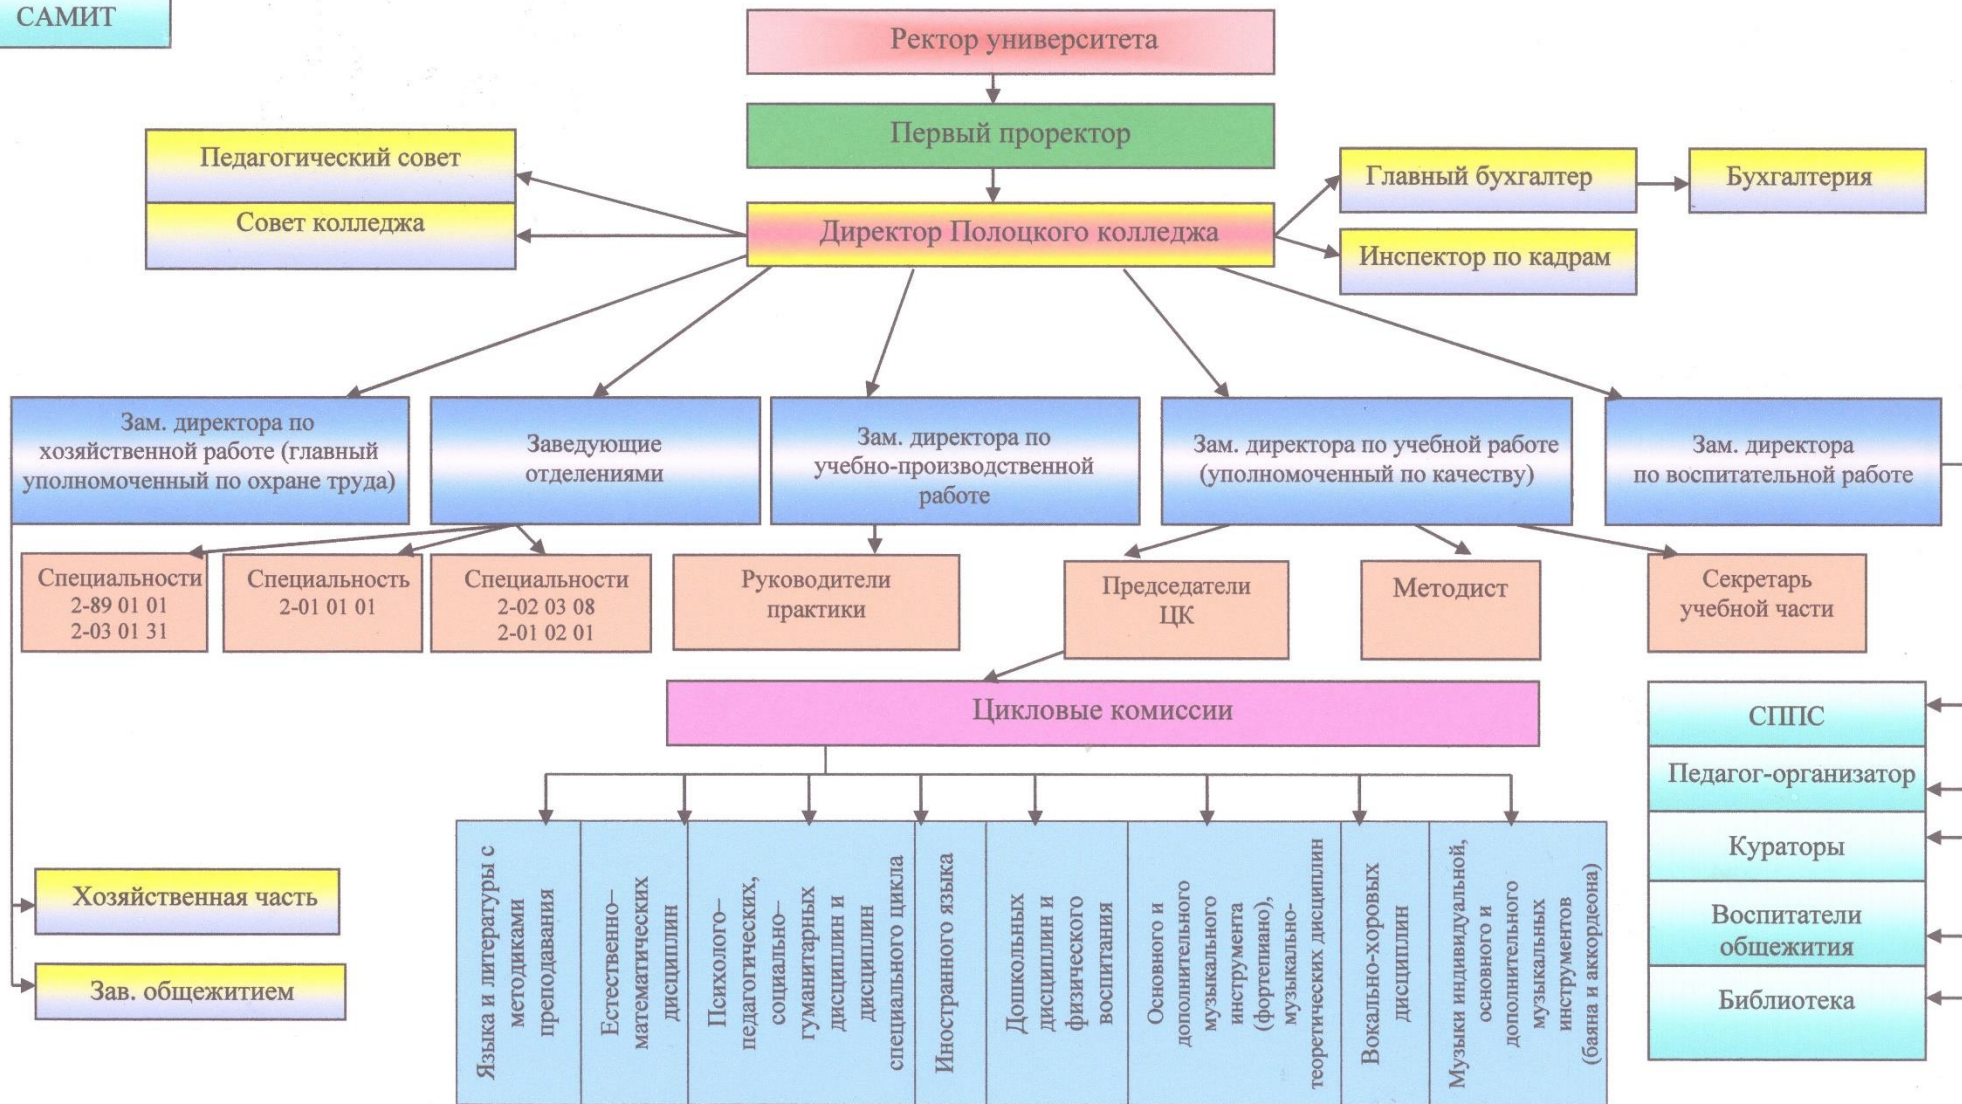 САМИТ
Ректор университета
Первый проректор
Педагогический совет
Совет колледжа
Директор Полоцкого колледжа
Главный бухгалтер
Бухгалтерия
Инспектор по кадрам
Зам. директора по
хозяйственной работе (главный
уполномоченный по охране труда)
Заведующие
отделениями
Зам. директора по
учебно-производственной
работе
Зам. директора по учебной работе
(уполномоченный по качеству)
Зам. директора
по воспитательной работе
Специальности
2-89 01 01
2-03 01 31
Специальность
2-01 01 01
Специальности
2-02 03 08
2-01 02 01
Руководители
практики
Председатели
ЦК
Методист
Секретарь
учебной части
Цикловые комиссии
СППС
Педагог-организатор
Кураторы
Воспитатели
общежития
Библиотека
Хозяйственная часть
Зав. общежитием
Языка и литературы с
методиками
преподавания
Естественно–
математических
дисциплин
Психолого–
педагогических,
социально–
гуманитарных
дисциплин и
дисциплин
специального цикла
Иностранного языка
Дошкольных
дисциплин и
физического
воспитания
Основного и
дополнительного
музыкального
инструмента
(фортепиано),
музыкально-
теоретических дисциплин
Вокально-хоровых
дисциплин
Музыки индивидуальной,
основного и
дополнительного
музыкальных
инструментов
(баяна и аккордеона)